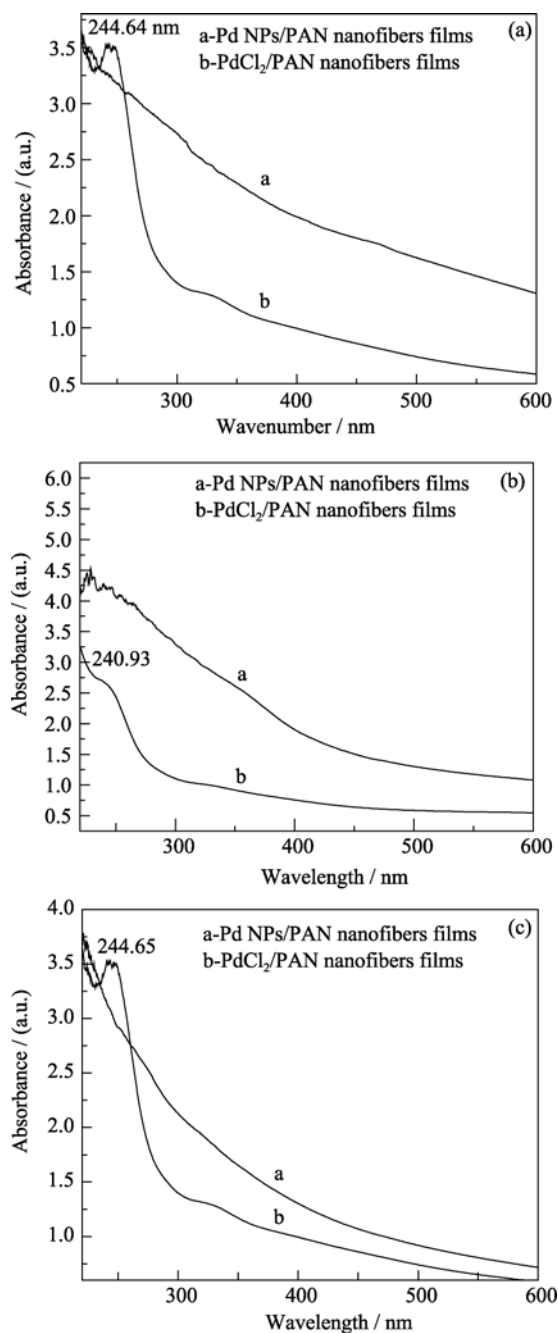 244.64 nm
(a)
a-Pd NPs/PAN nanofibers films
b-PdCl₂/PAN nanofibers films
3.5
3.0
2.5
2.0
1.5
1.0
0.5
a
b
Absorbance / (a.u.)
300 400 500 600
Wavenumber / nm
(b)
a-Pd NPs/PAN nanofibers films
b-PdCl₂/PAN nanofibers films
6.0
5.5
5.0
4.5
4.0
3.5
3.0
2.5
2.0
1.5
1.0
0.5
240.93
a
b
Absorbance / (a.u.)
300 400 500 600
Wavelength / nm
(c)
a-Pd NPs/PAN nanofibers films
b-PdCl₂/PAN nanofibers films
244.65
4.0
3.5
3.0
2.5
2.0
1.5
1.0
a
b
Absorbance / (a.u.)
300 400 500 600
Wavelength / nm